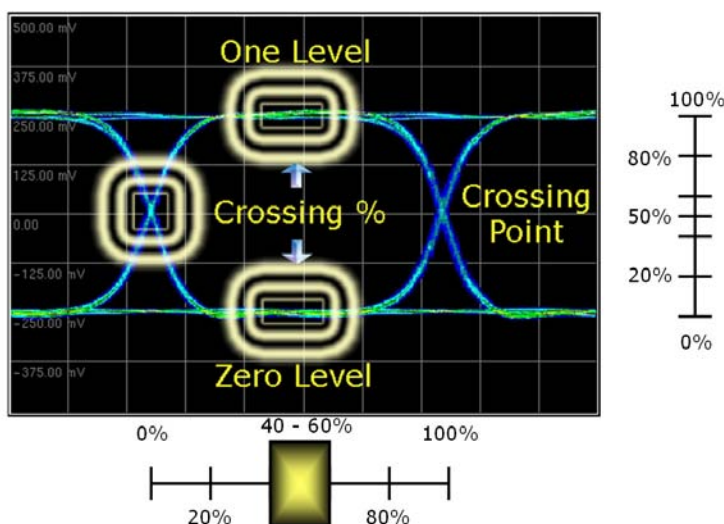 500.00 mV
One Level
375.00 mV
100%
250.00 mV
80%
125.00 mV
Crossing %
Crossing
Point
50%
0.00
-125.00 mV
20%
-250.00 mV
0%
-375.00 mV
Zero Level
0%
40 - 60%
100%
20%
80%